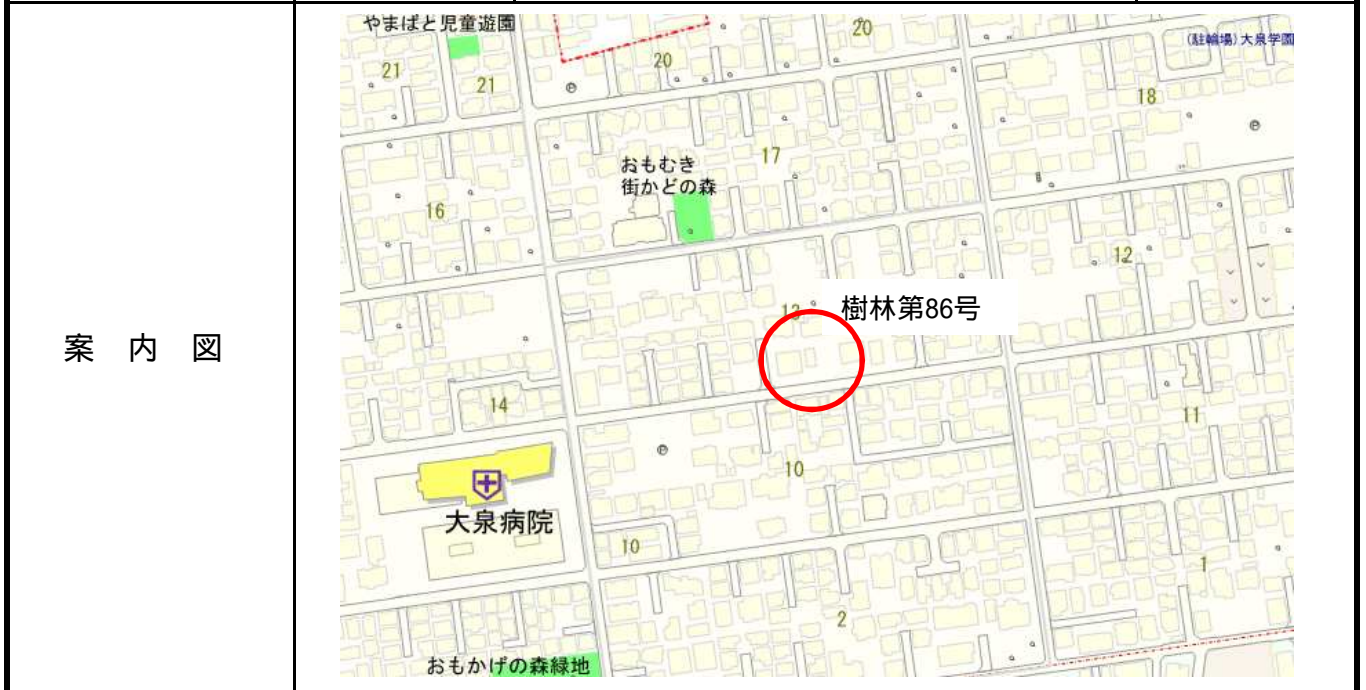 案 内 図
やまばと児童遊園
20
(駐輪場)大泉学園
21
20
21
18
おもむき
街かどの森
17
16
12
13
樹林第86号
14
11
10
大泉病院
10
1
2
おもかげの森緑地